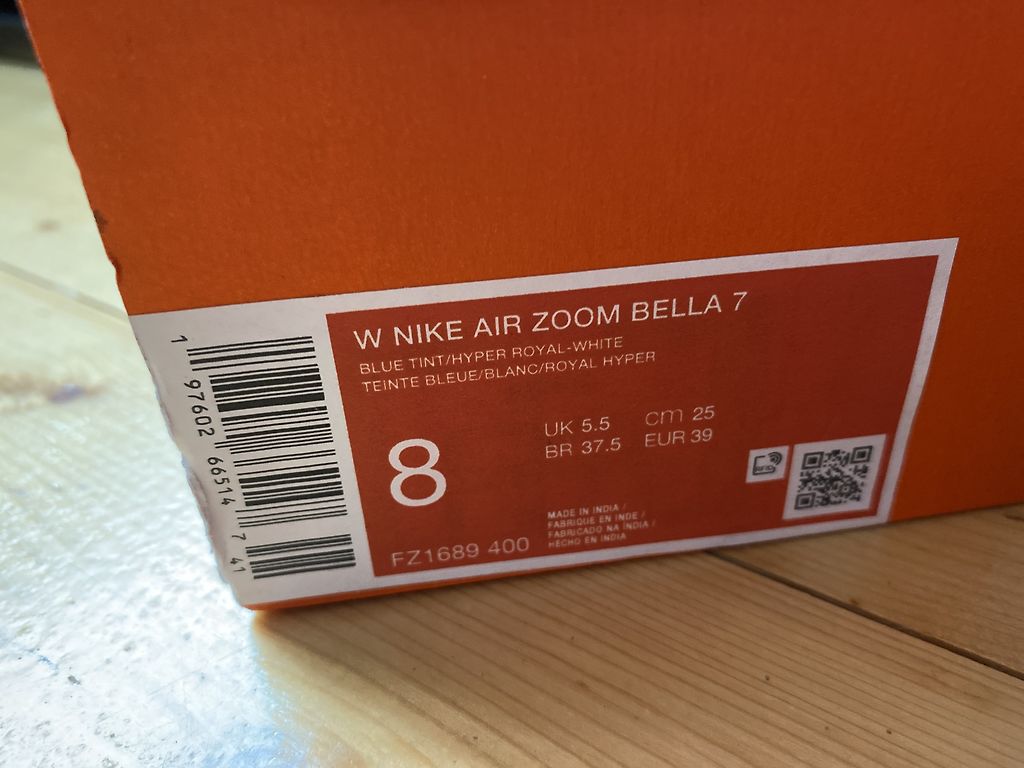 W NIKE AIR ZOOM BELLA 7
BLUE TINT/HYPER ROYAL-WHITE
TEINTE BLEUE/BLANC/ROYAL HYPER
8
UK 5.5 cm 25
BR 37.5 EUR 39
MADE IN INDIA /
FABRIQUE EN INDE /
FABRICADO NA ÍNDIA /
HECHO EN INDIA
FZ1689 400
RFID
1 97602 66514 7 41